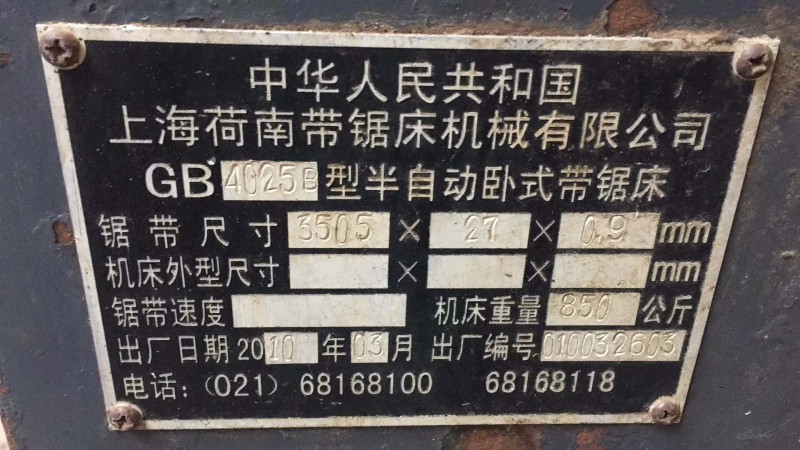 中华人民共和国
上海荷南带锯床机械有限公司
GB4025B型半自动卧式带锯床
锯带尺寸 3505 × 27 × 0.9 mm
机床外型尺寸 × × mm
锯带速度 机床重量 850 公斤
出厂日期 2010 年 03 月 出厂编号 010032603
电话：(021) 68168100 68168118